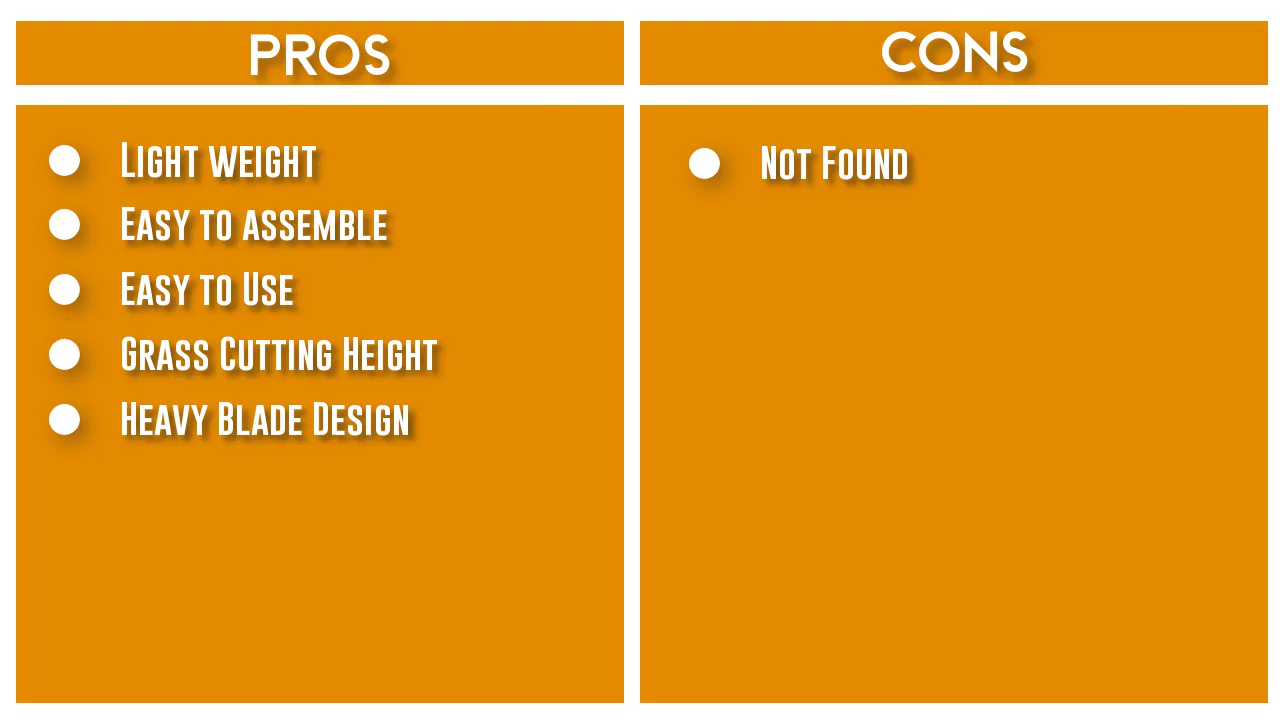 PROS
Light weight
Easy to assemble
Easy to Use
Grass Cutting Height
Heavy Blade Design
CONS
Not Found